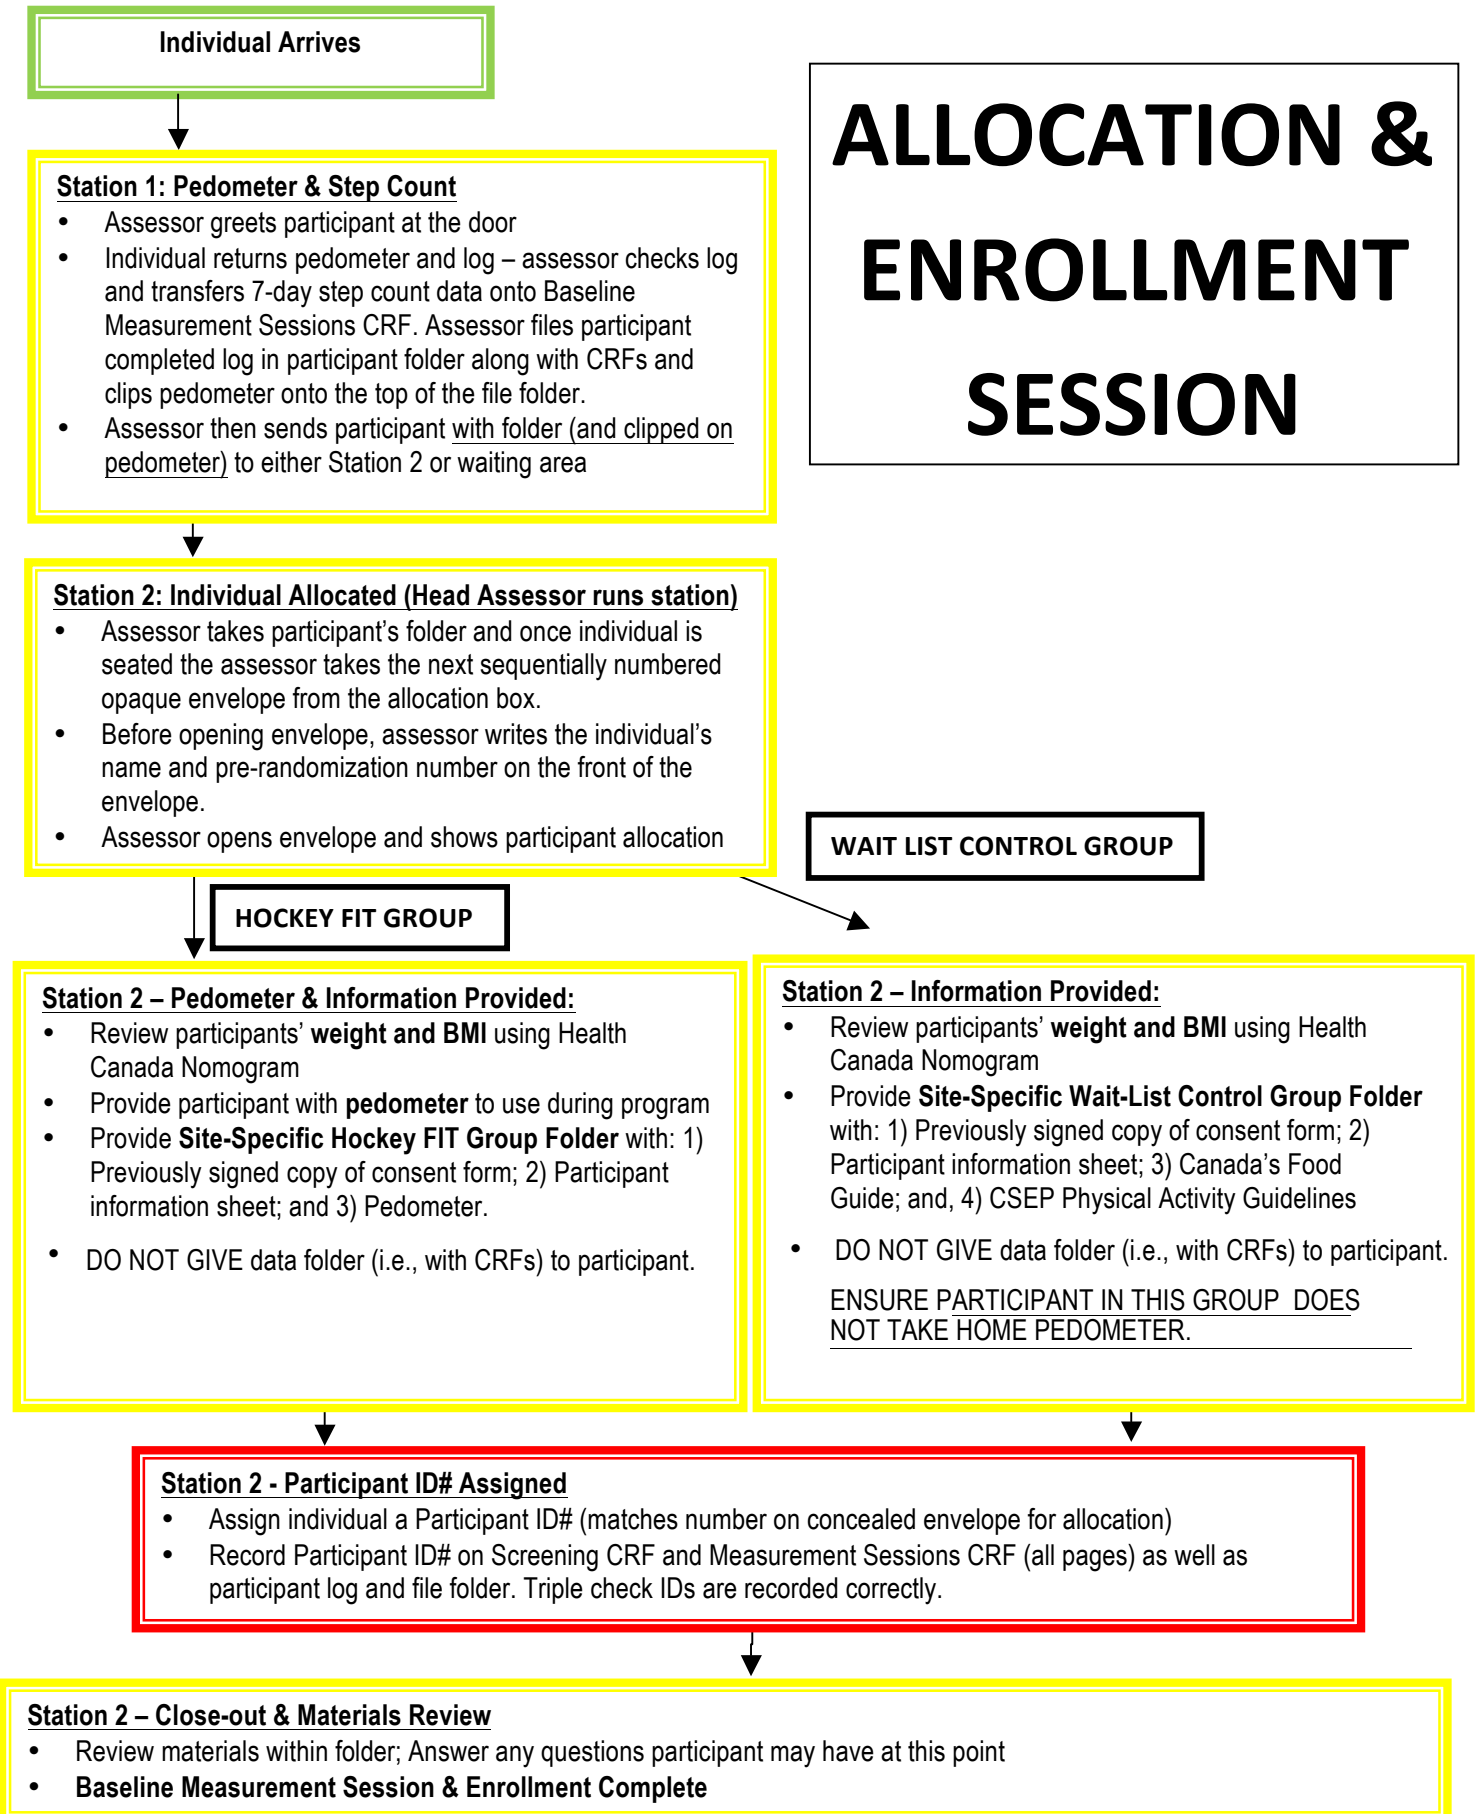 Individual Arrives
ALLOCATION &
ENROLLMENT
SESSION
Station 1: Pedometer & Step Count
• Assessor greets participant at the door
• Individual returns pedometer and log – assessor checks log
and transfers 7-day step count data onto Baseline
Measurement Sessions CRF. Assessor files participant
completed log in participant folder along with CRFs and
clips pedometer onto the top of the file folder.
• Assessor then sends participant with folder (and clipped on
pedometer) to either Station 2 or waiting area
Station 2: Individual Allocated (Head Assessor runs station)
• Assessor takes participant’s folder and once individual is
seated the assessor takes the next sequentially numbered
opaque envelope from the allocation box.
• Before opening envelope, assessor writes the individual’s
name and pre-randomization number on the front of the
envelope.
• Assessor opens envelope and shows participant allocation
WAIT LIST CONTROL GROUP
HOCKEY FIT GROUP
Station 2 – Pedometer & Information Provided:
• Review participants’ weight and BMI using Health
Canada Nomogram
• Provide participant with pedometer to use during program
• Provide Site-Specific Hockey FIT Group Folder with: 1)
Previously signed copy of consent form; 2) Participant
information sheet; and 3) Pedometer.
• DO NOT GIVE data folder (i.e., with CRFs) to participant.
Station 2 – Information Provided:
• Review participants’ weight and BMI using Health
Canada Nomogram
• Provide Site-Specific Wait-List Control Group Folder
with: 1) Previously signed copy of consent form; 2)
Participant information sheet; 3) Canada’s Food
Guide; and, 4) CSEP Physical Activity Guidelines
• DO NOT GIVE data folder (i.e., with CRFs) to participant.
ENSURE PARTICIPANT IN THIS GROUP DOES
NOT TAKE HOME PEDOMETER.
Station 2 - Participant ID# Assigned
• Assign individual a Participant ID# (matches number on concealed envelope for allocation)
• Record Participant ID# on Screening CRF and Measurement Sessions CRF (all pages) as well as
participant log and file folder. Triple check IDs are recorded correctly.
Station 2 – Close-out & Materials Review
• Review materials within folder; Answer any questions participant may have at this point
• Baseline Measurement Session & Enrollment Complete